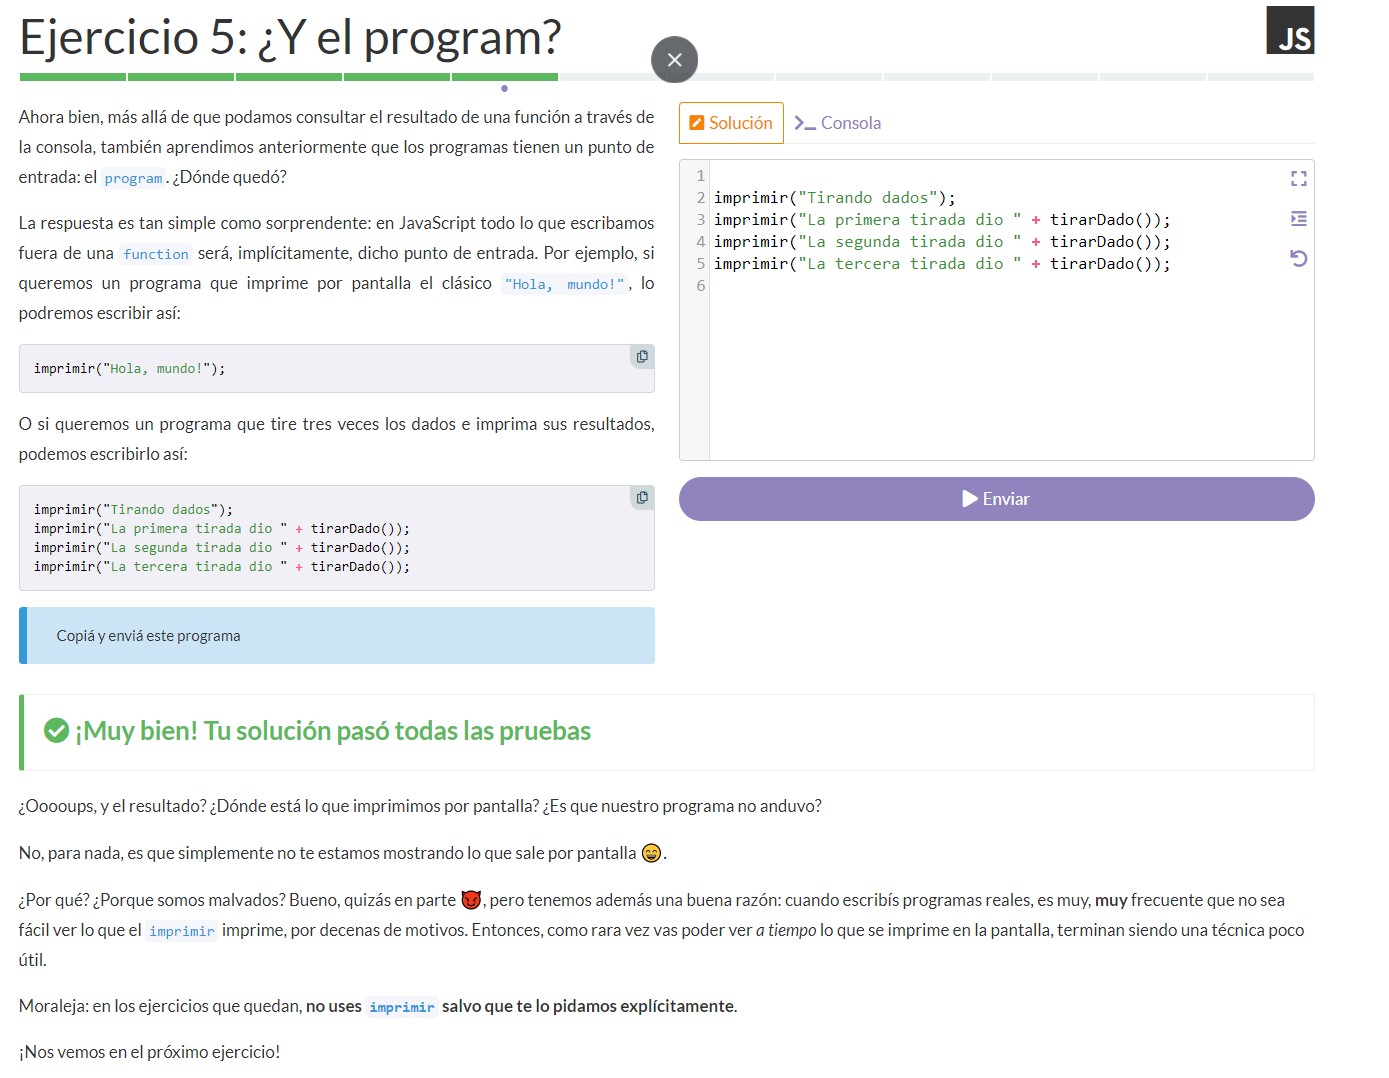 Ejercicio 5: ¿Y el program?
JS
Ahora bien, más allá de que podamos consultar el resultado de una función a través de
la consola, también aprendimos anteriormente que los programas tienen un punto de
entrada: el program. ¿Dónde quedó?
La respuesta es tan simple como sorprendente: en JavaScript todo lo que escribamos
fuera de una function será, implícitamente, dicho punto de entrada. Por ejemplo, si
queremos un programa que imprime por pantalla el clásico "Hola, mundo!", lo
podremos escribir así:
imprimir("Hola, mundo!");
O si queremos un programa que tire tres veces los dados e imprima sus resultados,
podemos escribirlo así:
imprimir("Tirando dados");
imprimir("La primera tirada dio " + tirarDado());
imprimir("La segunda tirada dio " + tirarDado());
imprimir("La tercera tirada dio " + tirarDado());
Copiá y enviá este programa
Solución
Consola
1
2 imprimir("Tirando dados");
3 imprimir("La primera tirada dio " + tirarDado());
4 imprimir("La segunda tirada dio " + tirarDado());
5 imprimir("La tercera tirada dio " + tirarDado());
6
Enviar
¡Muy bien! Tu solución pasó todas las pruebas
¿Ooooups, y el resultado? ¿Dónde está lo que imprimimos por pantalla? ¿Es que nuestro programa no anduvo?
No, para nada, es que simplemente no te estamos mostrando lo que sale por pantalla 😄.
¿Por qué? ¿Porque somos malvados? Bueno, quizás en parte 😈, pero tenemos además una buena razón: cuando escribís programas reales, es muy, muy frecuente que no sea
fácil ver lo que el imprimir imprime, por decenas de motivos. Entonces, como rara vez vas poder ver a tiempo lo que se imprime en la pantalla, terminan siendo una técnica poco
útil.
Moraleja: en los ejercicios que quedan, no uses imprimir salvo que te lo pidamos explícitamente.
¡Nos vemos en el próximo ejercicio!